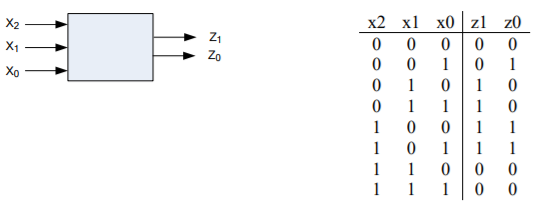 X2
X1
X0
Z1
Z0
x2 x1 x0 z1 z0
0 0 0 0 0
0 0 1 0 1
0 1 0 1 0
0 1 1 1 0
1 0 0 1 1
1 0 1 1 1
1 1 0 0 0
1 1 1 0 0